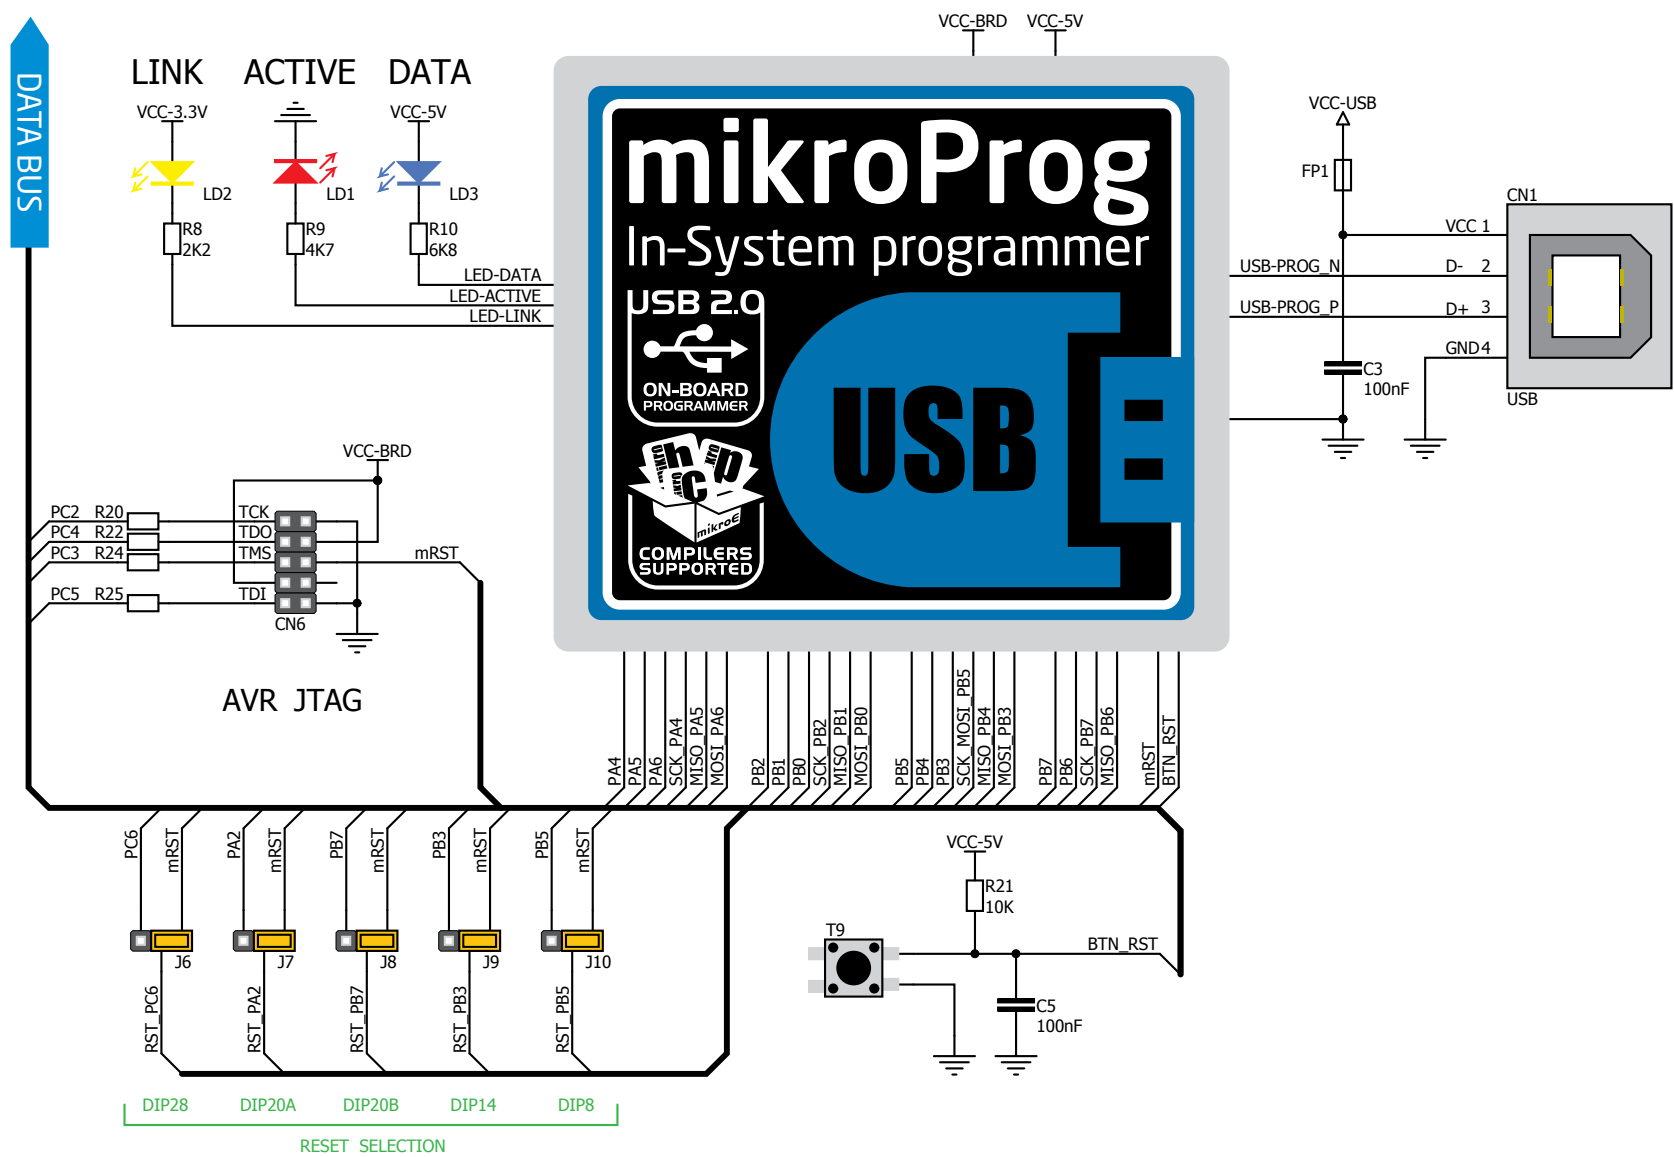 VCC-BRD VCC-5V
DATA BUS
LINK ACTIVE DATA
VCC-3.3V VCC-5V
LD2 LD1 LD3
R8 2K2
R9 4K7
R10 6K8
LED-DATA
LED-ACTIVE
LED-LINK
mikroProg
In-System programmer
USB 2.0
ON-BOARD
PROGRAMMER
USB
mikroE
COMPILERS
SUPPORTED
VCC-USB
FP1
CN1
VCC 1
USB-PROG_N D- 2
USB-PROG_P D+ 3
GND 4
C3
100nF
USB
VCC-BRD
PC2 R20 TCK
PC4 R22 TDO
PC3 R24 TMS mRST
PC5 R25 TDI
CN6
AVR JTAG
PA4
PA5
PA6
SCK_PA4
MISO_PA5
MOSI_PA6
PB2
PB1
PB0
SCK_PB2
MISO_PB1
MOSI_PB0
PB5
PB4
PB3
SCK_MOSI_PB5
MISO_PB4
MOSI_PB3
PB7
PB6
SCK_PB7
MISO_PB6
mRST
BTN_RST
PC6 mRST
PA2 mRST
PB7 mRST
PB3 mRST
PB5 mRST
J6 J7 J8 J9 J10
RST_PC6
RST_PA2
RST_PB7
RST_PB3
RST_PB5
VCC-5V
R21
10K
T9
BTN_RST
C5
100nF
DIP28 DIP20A DIP20B DIP14 DIP8
RESET SELECTION